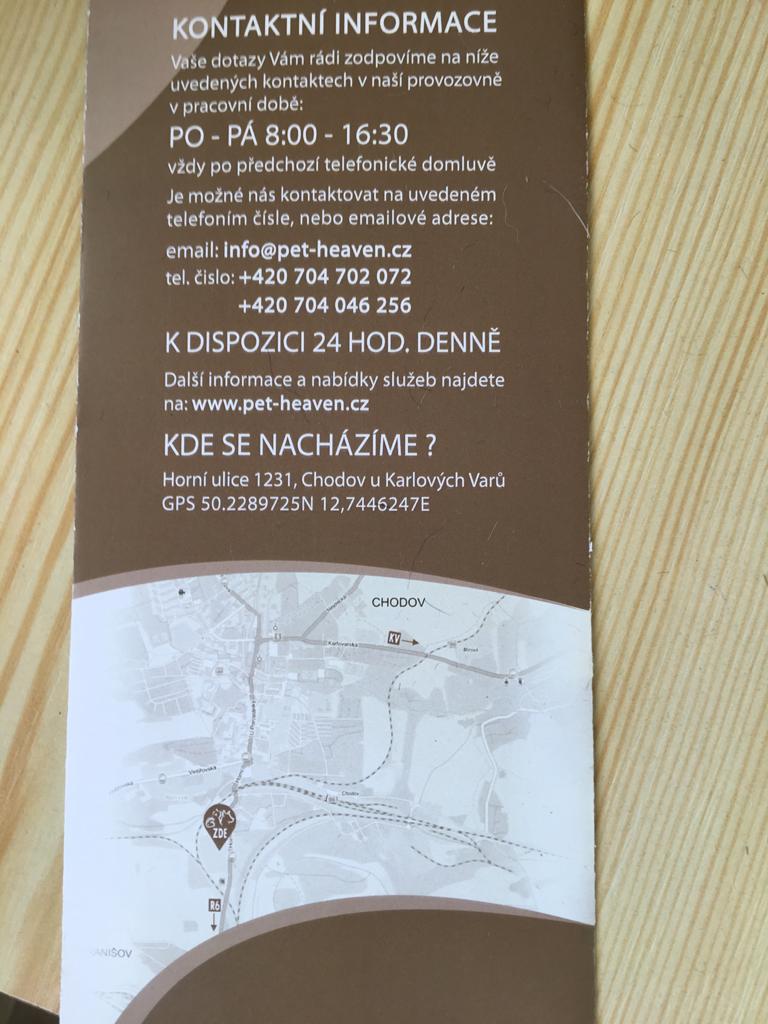 KONTAKTNÍ INFORMACE
Vaše dotazy Vám rádi zodpovíme na níže
uvedených kontaktech v naší provozovně
v pracovní době:
PO - PÁ 8:00 - 16:30
vždy po předchozí telefonické domluvě
Je možné nás kontaktovat na uvedeném
telefoním čísle, nebo emailové adrese:
email: info@pet-heaven.cz
tel. čislo: +420 704 702 072
+420 704 046 256
K DISPOZICI 24 HOD. DENNĚ
Další informace a nabídky služeb najdete
na: www.pet-heaven.cz
KDE SE NACHÁZÍME ?
Horní ulice 1231, Chodov u Karlových Varů
GPS 50.2289725N 12,7446247E
CHODOV
KV
Karlovarská
Vintířovská
Chodov
ZDE
R6